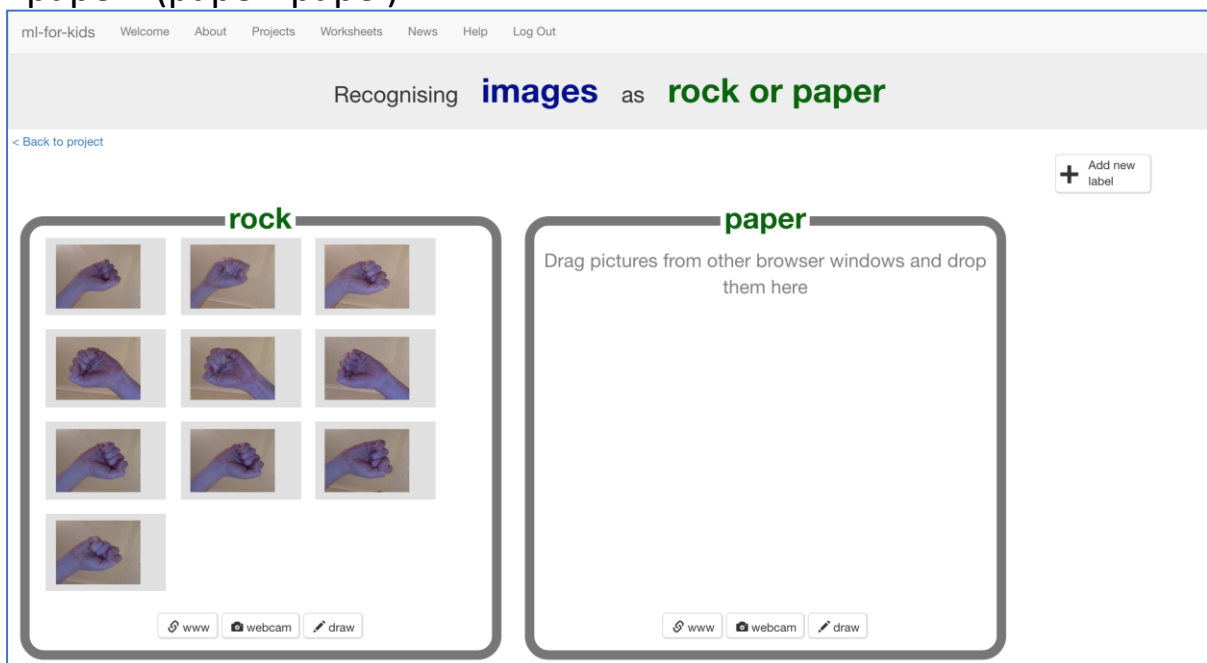 ml-for-kids Welcome About Projects Worksheets News Help Log Out
Recognising images as rock or paper
< Back to project
+ Add new
label
rock
paper
Drag pictures from other browser windows and drop
them here
www webcam draw
www webcam draw